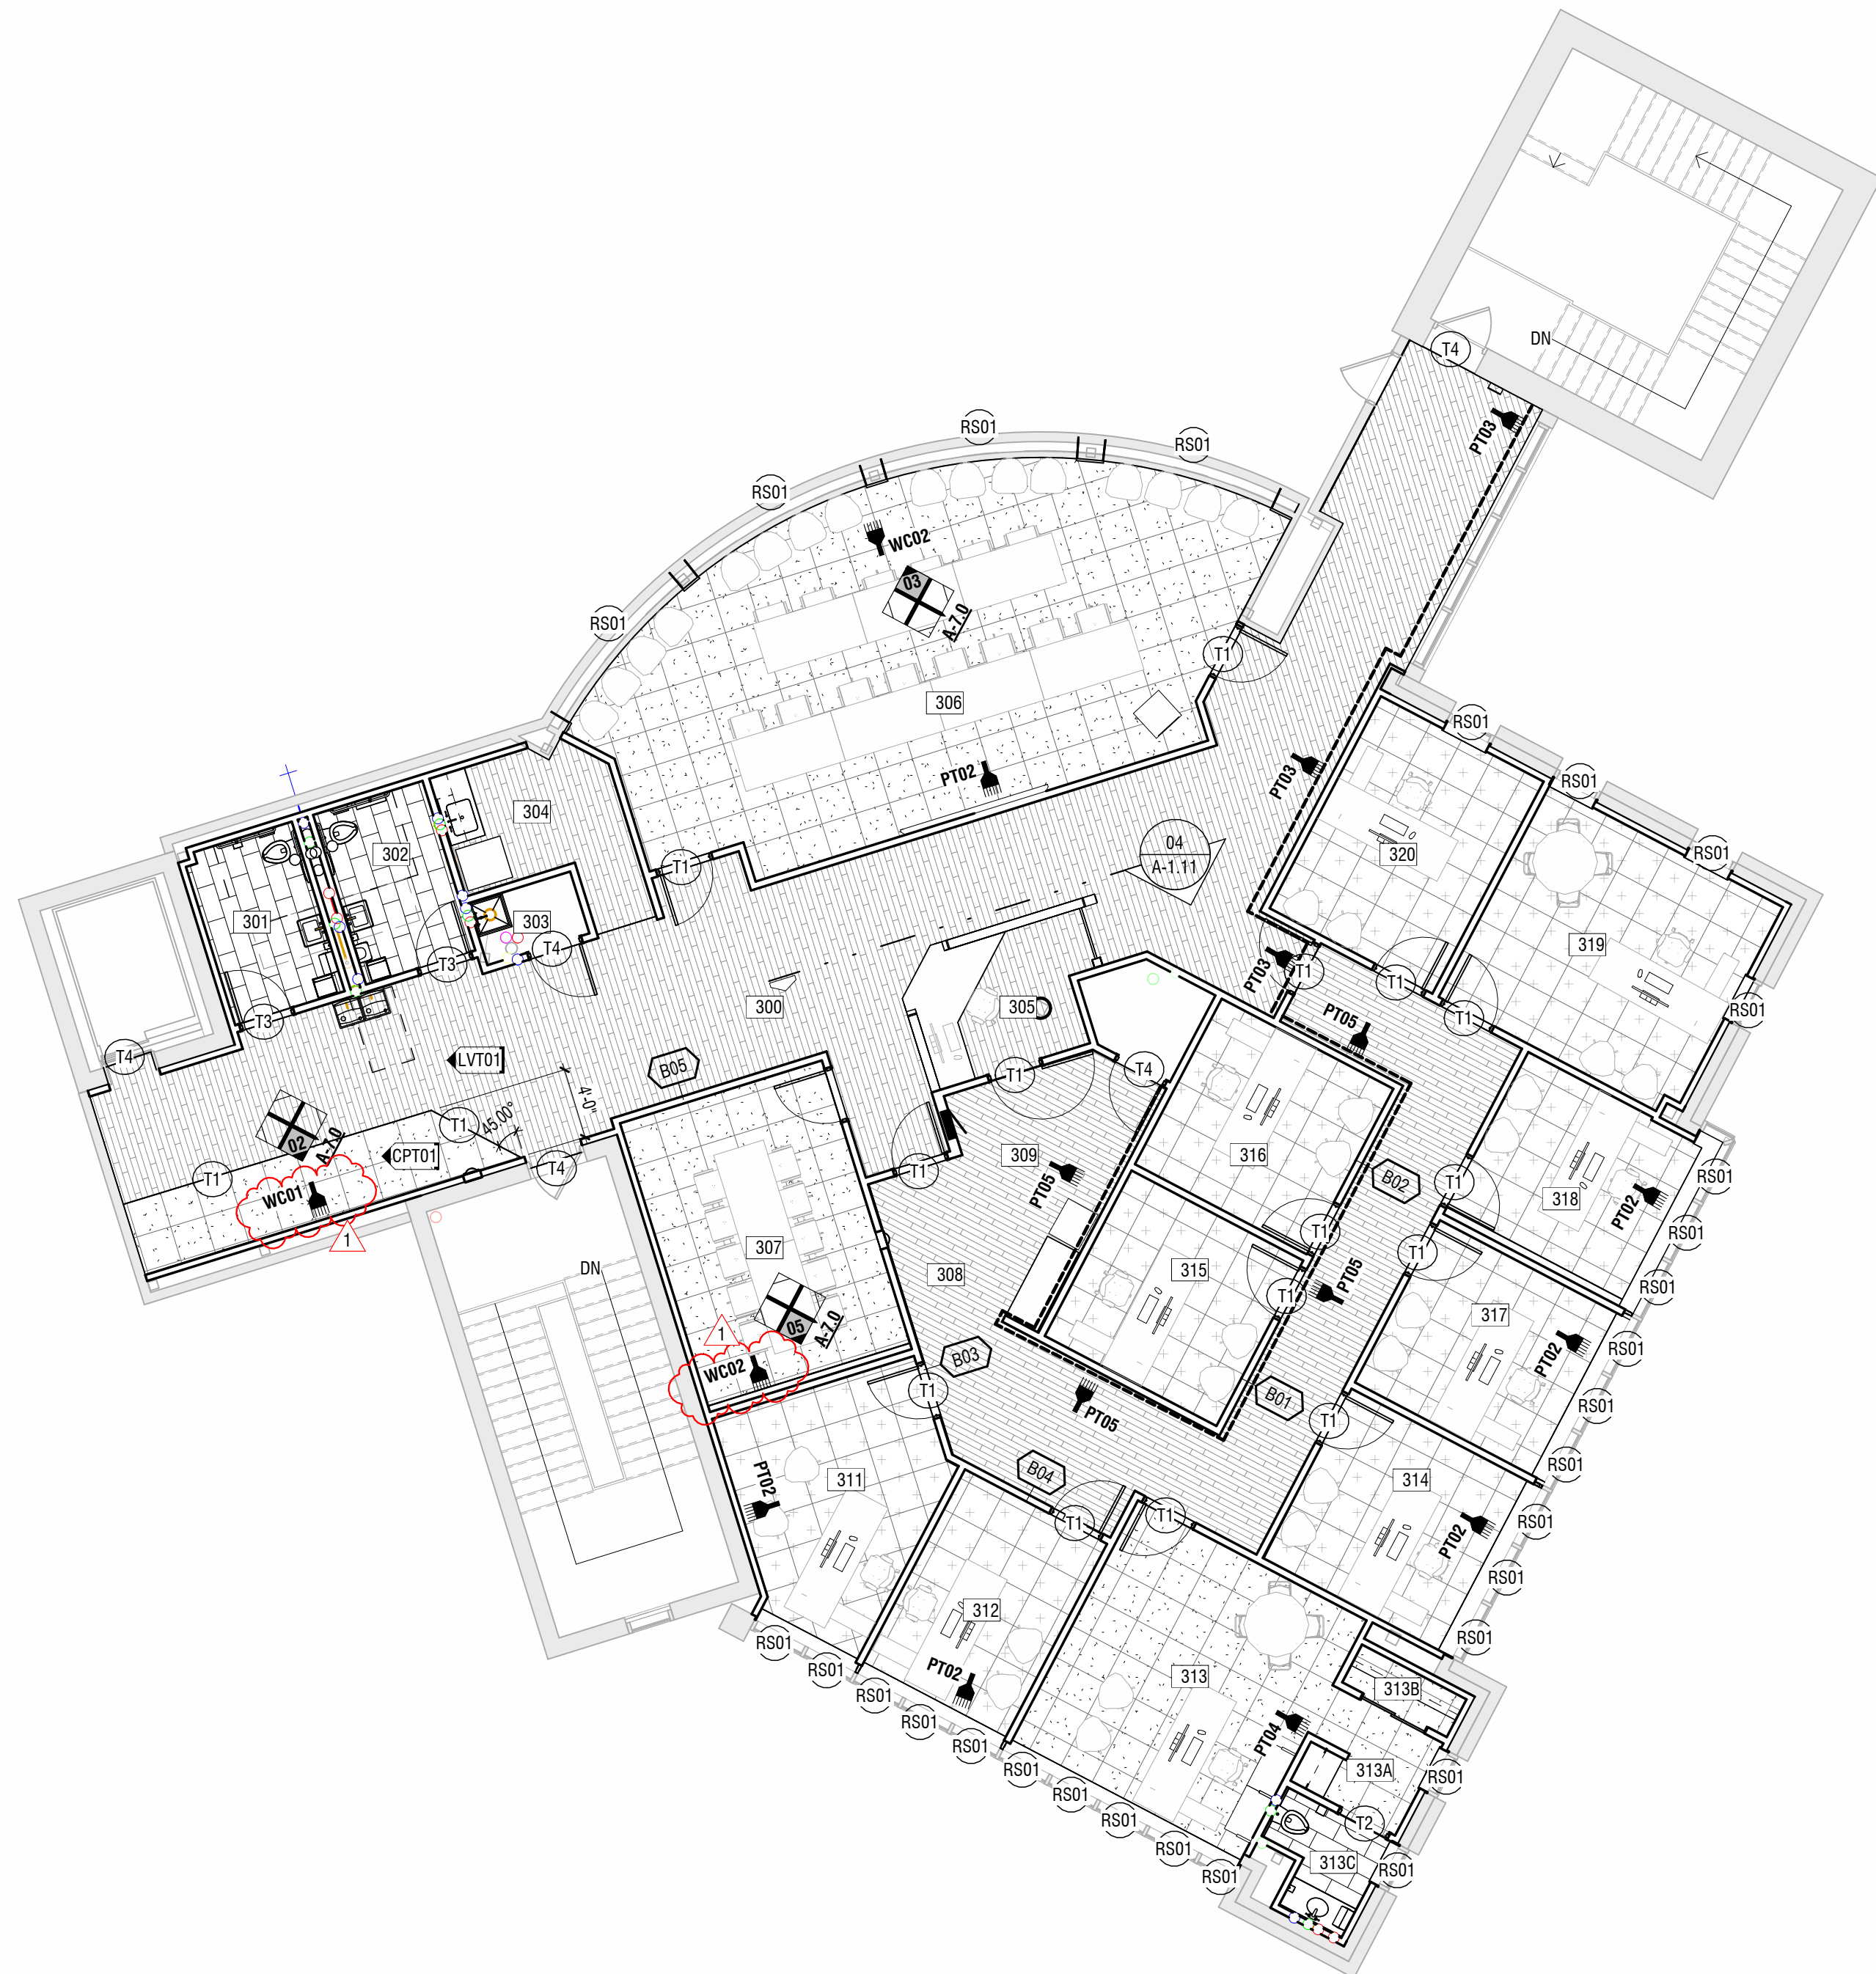 DN
T4
PT03
RS01
RS01
RS01
RS01
RS01
WC02
03
A-7.0
T1
306
PT02
PT03
RS01
RS01
RS01
RS01
304
302
301
303
T1
T4
T3
T3
T4
04
A-1.11
320
319
PT03
T1
T1
T1
300
305
LVT01
B05
PT05
T1
T4
4'-0"
45.00°
T1
CPT01
02
A-7.0
T1
WC01
1
T4
T1
309
PT05
316
B02
T1
318
PT02
RS01
RS01
RS01
DN
307
308
315
T1
T1
PT05
T1
317
PT02
RS01
RS01
05
A-7.0
1
WC02
B03
T1
PT05
B01
T1
RS01
RS01
RS01
RS01
314
PT02
PT02
311
B04
T1
T1
312
PT02
313
313B
PT04
313A
T2
313C
RS01
RS01
RS01
RS01
RS01
RS01
RS01
RS01
RS01
RS01
RS01
RS01